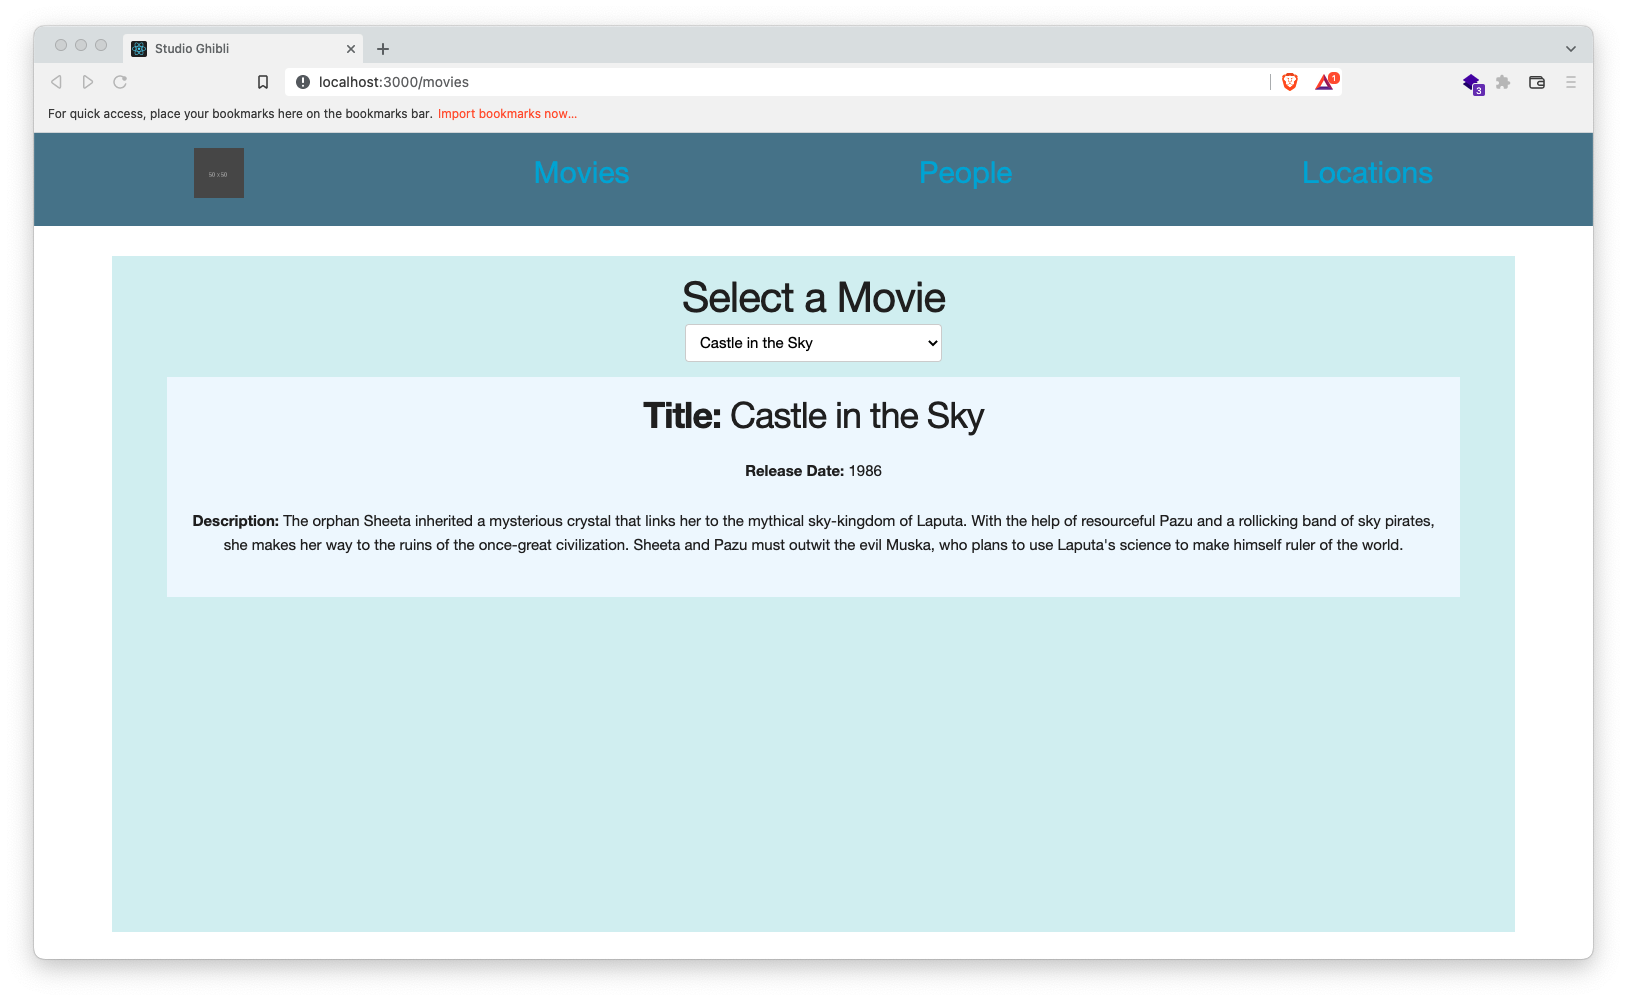 Studio Ghibli
localhost:3000/movies
1
3
For quick access, place your bookmarks here on the bookmarks bar. Import bookmarks now...
50 x 50
Movies
People
Locations
Select a Movie
Castle in the Sky
Title: Castle in the Sky
Release Date: 1986
Description: The orphan Sheeta inherited a mysterious crystal that links her to the mythical sky-kingdom of Laputa. With the help of resourceful Pazu and a rollicking band of sky pirates,
she makes her way to the ruins of the once-great civilization. Sheeta and Pazu must outwit the evil Muska, who plans to use Laputa's science to make himself ruler of the world.